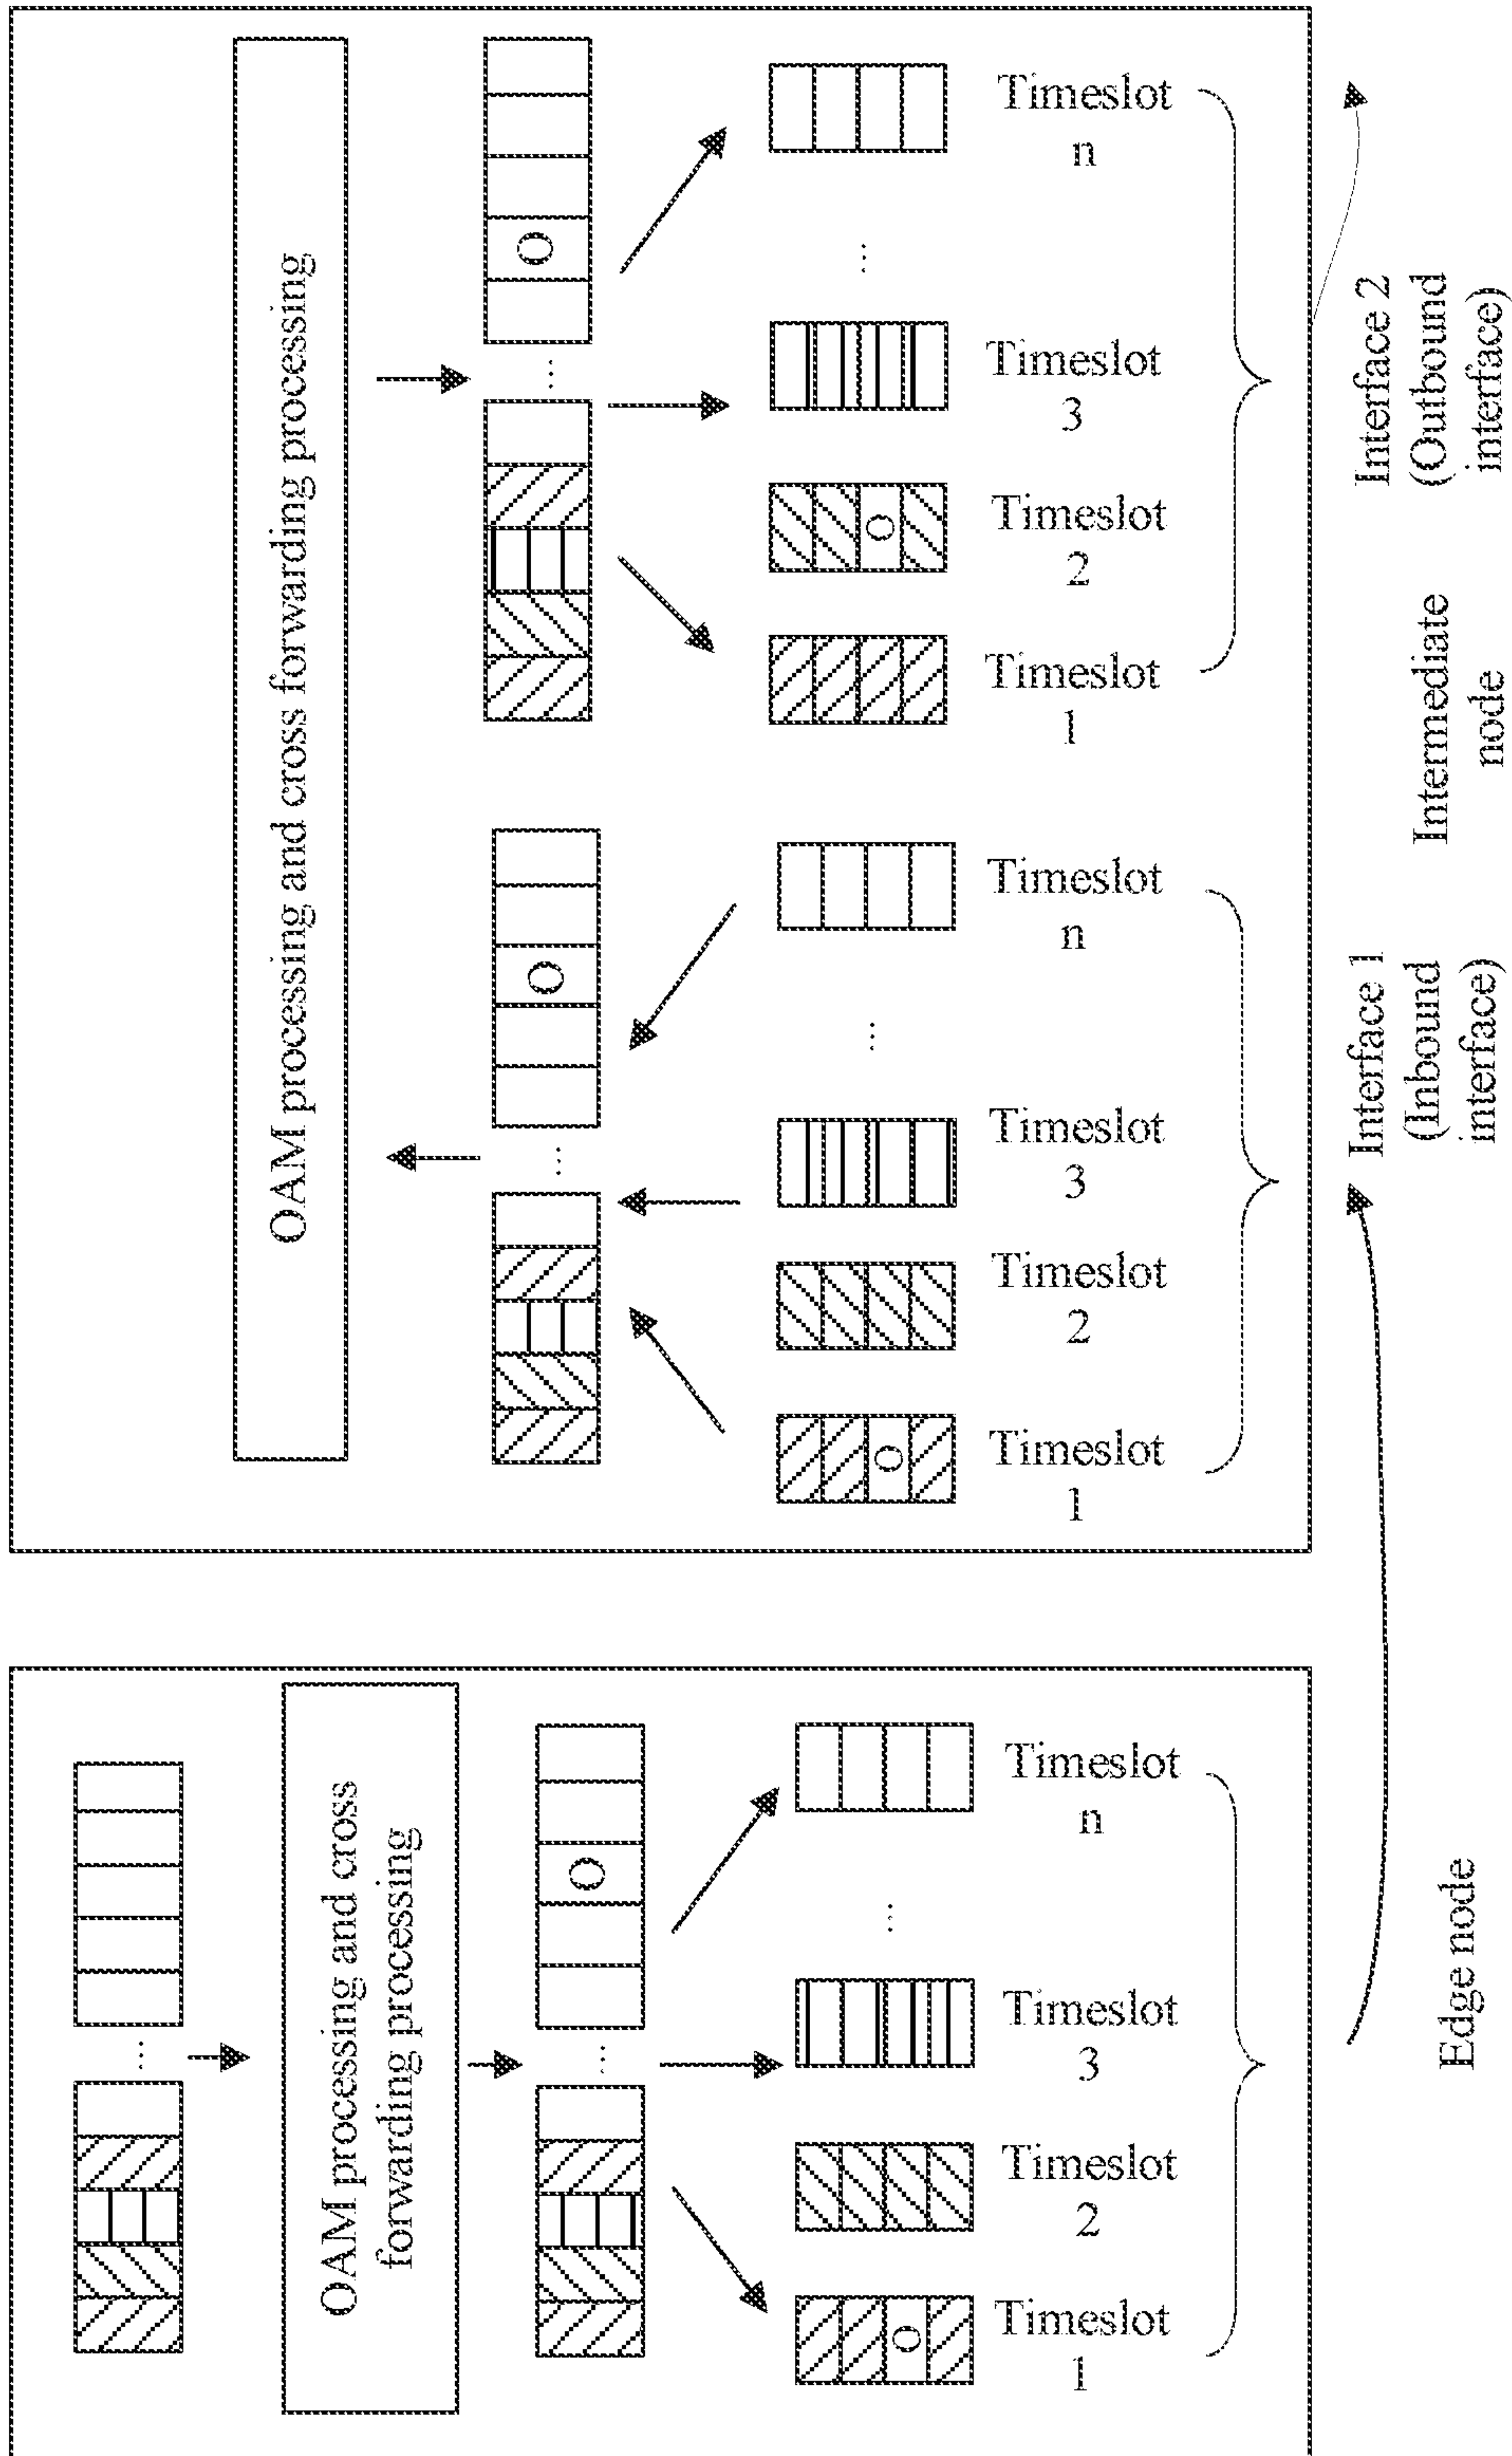 OAM processing and cross
forwarding processing
O
O
Timeslot
1
Timeslot
2
Timeslot
3
...
Timeslot
n
Edge node
OAM processing and cross forwarding processing
...
O
...
O
O
...
Timeslot
1
Timeslot
2
Timeslot
3
...
Timeslot
n
Timeslot
1
Timeslot
2
Timeslot
3
...
Timeslot
n
O
Interface 1
(Inbound
interface)
Intermediate
node
Interface 2
(Outbound
interface)